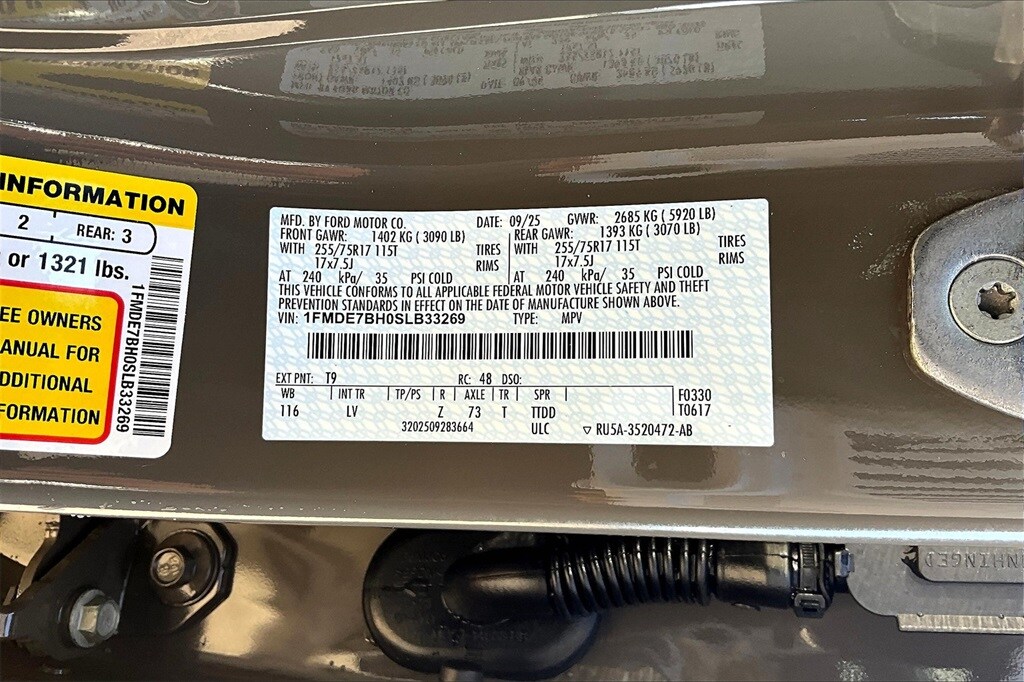 INFORMATION
2 REAR: 3
or 1321 lbs.
EE OWNERS
ANUAL FOR
DDITIONAL
FORMATION
1FMDE7BH0SLB33269
MFD. BY FORD MOTOR CO. DATE: 09/25 GVWR: 2685 KG ( 5920 LB)
FRONT GAWR: 1402 KG ( 3090 LB) REAR GAWR: 1393 KG ( 3070 LB)
WITH 255/75R17 115T TIRES WITH 255/75R17 115T TIRES
17x7.5J RIMS 17x7.5J RIMS
AT 240 kPa/ 35 PSI COLD AT 240 kPa/ 35 PSI COLD
THIS VEHICLE CONFORMS TO ALL APPLICABLE FEDERAL MOTOR VEHICLE SAFETY AND THEFT
PREVENTION STANDARDS IN EFFECT ON THE DATE OF MANUFACTURE SHOWN ABOVE.
VIN: 1FMDE7BH0SLB33269 TYPE: MPV
EXT PNT: T9 RC: 48 DSO:
WB INT TR TP/PS R AXLE TR SPR F0330
116 LV Z 73 T TTDD T0617
3202509283664 ULC ▽ RU5A-3520472-AB
NHINGED